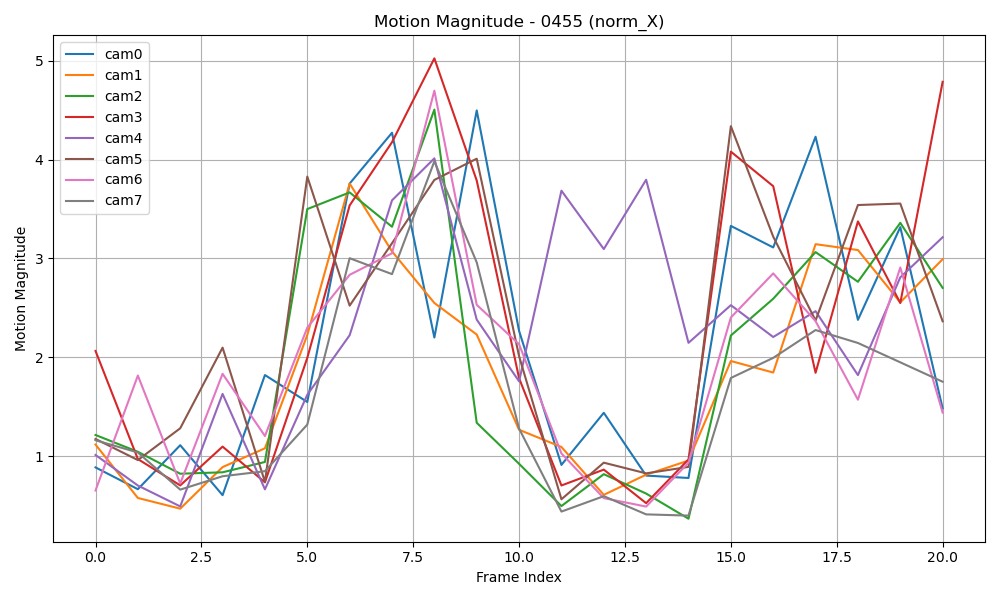 Motion Magnitude - 0455 (norm_X)
cam0
cam1
cam2
cam3
cam4
cam5
cam6
cam7
Motion Magnitude
5
4
3
2
1
0.0 2.5 5.0 7.5 10.0 12.5 15.0 17.5 20.0
Frame Index